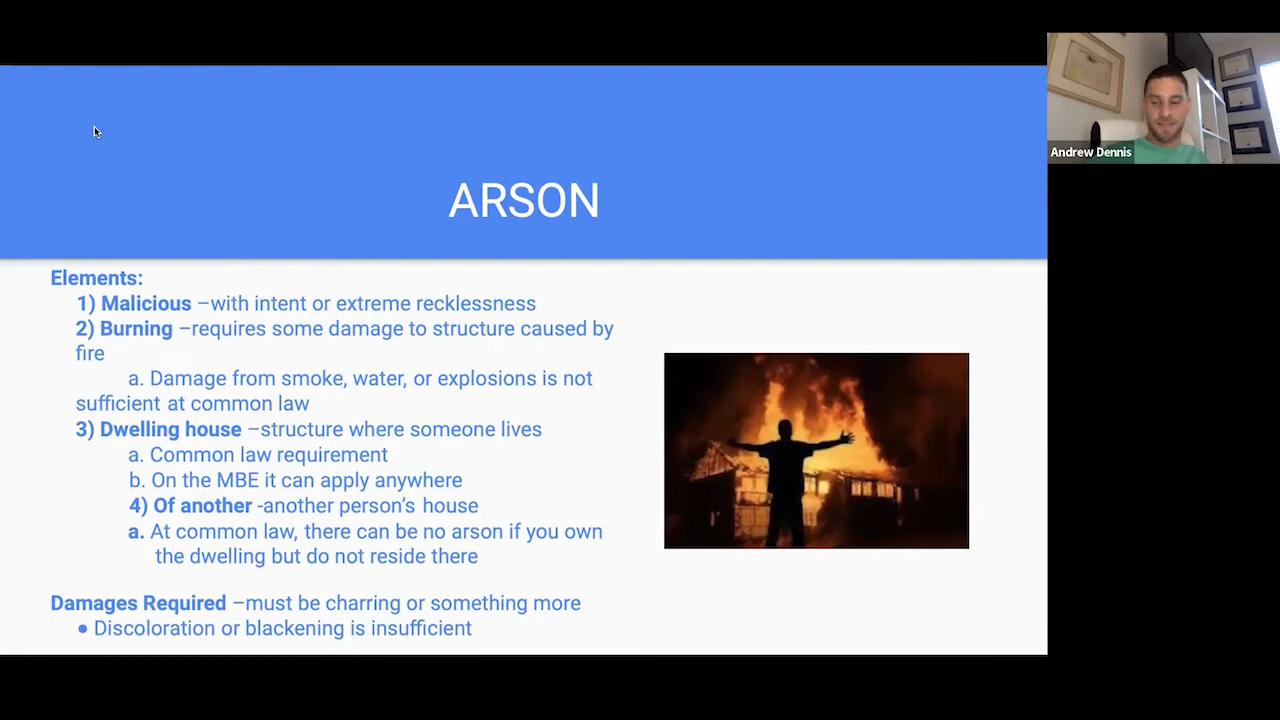 ARSON
Andrew Dennis
Elements:
1) Malicious –with intent or extreme recklessness
2) Burning –requires some damage to structure caused by
fire
a. Damage from smoke, water, or explosions is not
sufficient at common law
3) Dwelling house –structure where someone lives
a. Common law requirement
b. On the MBE it can apply anywhere
4) Of another -another person's house
a. At common law, there can be no arson if you own
the dwelling but do not reside there
Damages Required –must be charring or something more
● Discoloration or blackening is insufficient